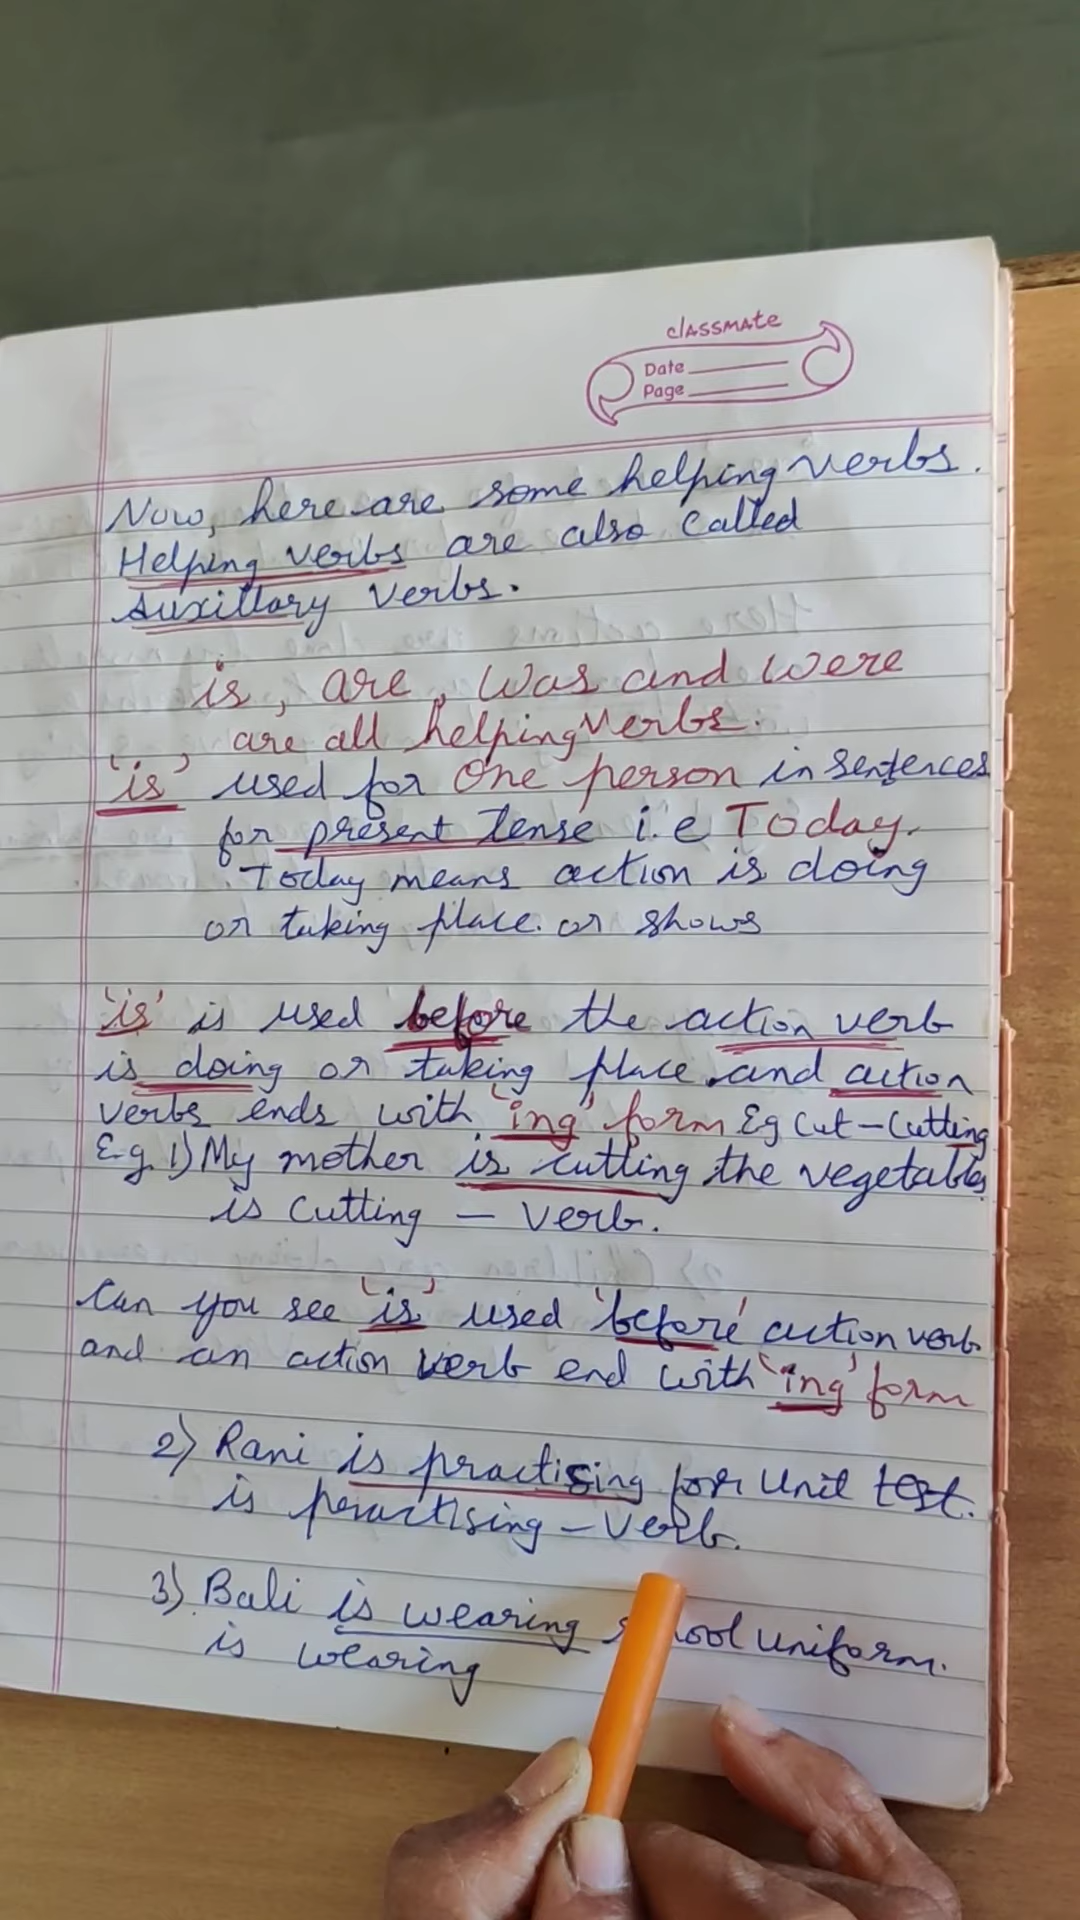 classmate
Date
Page
Now, here are some helping verbs.
Helping verbs are also called
Auxillary verbs.
is, are, was and were
are all helping verbs.
'is' used for one person in sentences
for present tense i.e Today.
Today means action is doing
or taking place. or shows
'is' is used before the action verb
is doing or taking place and action
verbs ends with 'ing' form Eg Cut - Cutting
E.g. 1) My mother is cutting the vegetables
is cutting - verb.
Can you see 'is' used 'before' action verb
and an action verb end with 'ing' form
2) Rani is practising for Unit test.
is practising - Verb.
3) Bali is wearing school uniform.
is wearing